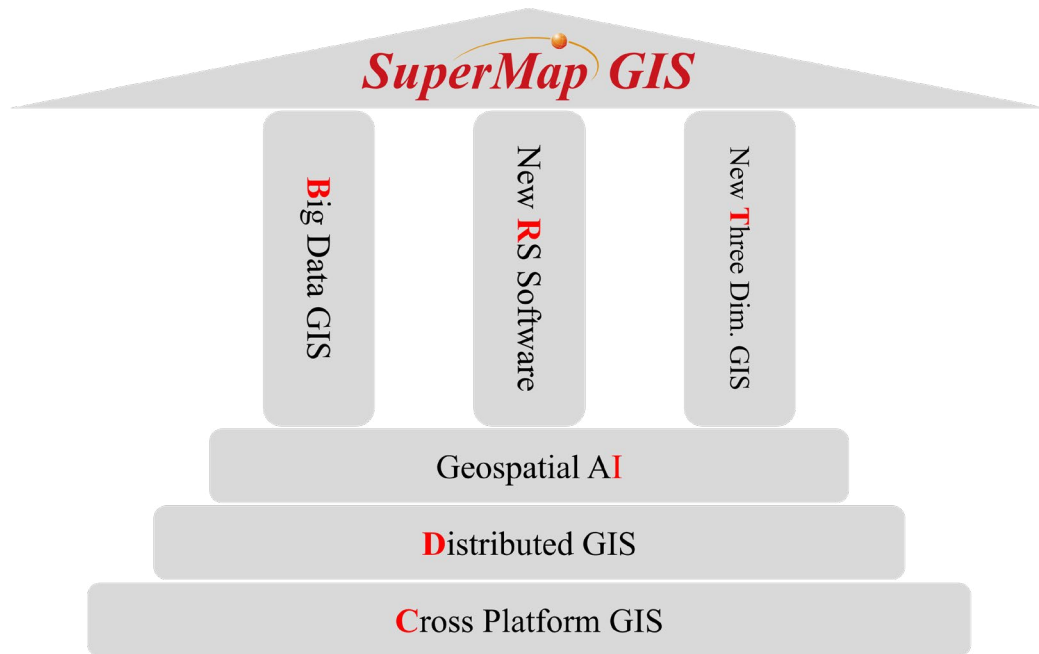 SuperMap GIS
Big Data GIS
New RS Software
New Three Dim. GIS
Geospatial AI
Distributed GIS
Cross Platform GIS